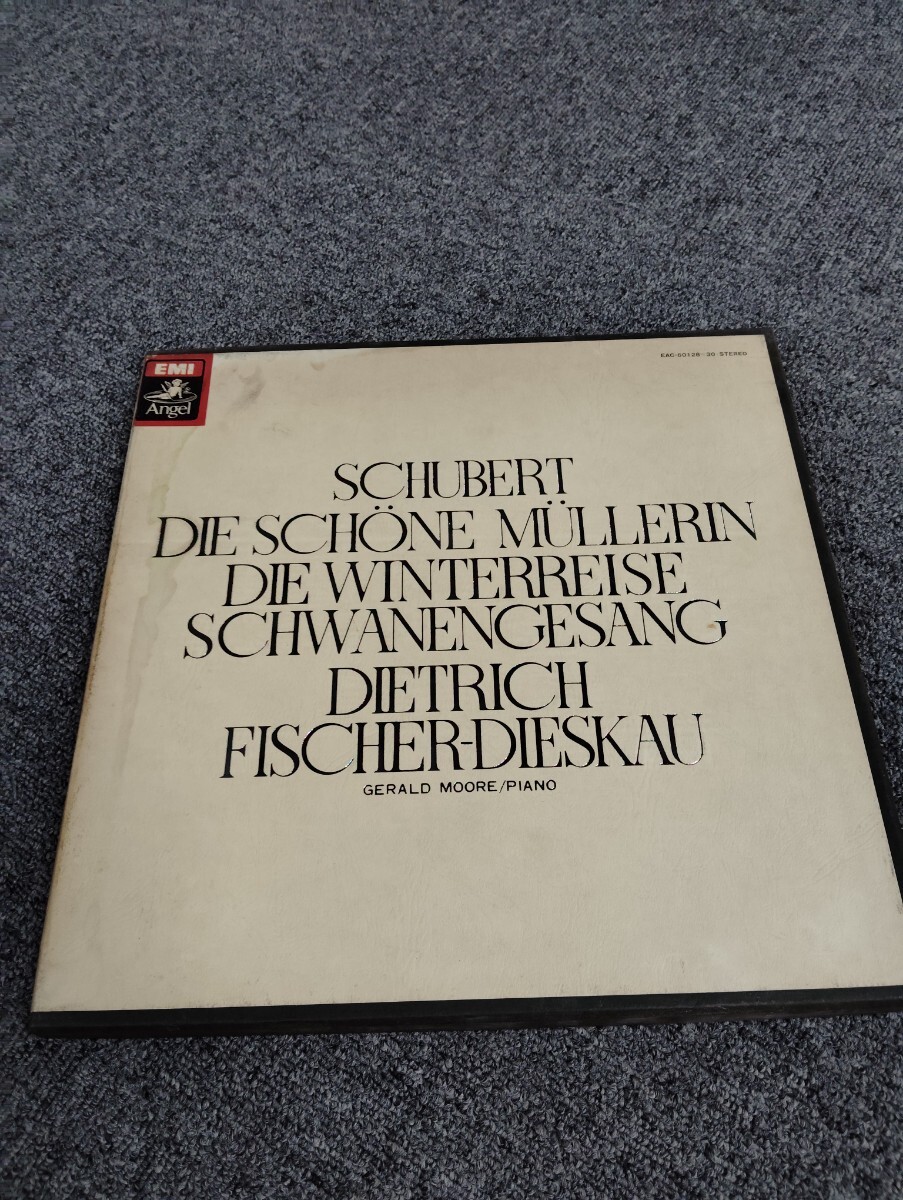 EMI
Angel
EAC-50128~30 STEREO
SCHUBERT
DIE SCHÖNE MÜLLERIN
DIE WINTERREISE
SCHWANENGESANG
DIETRICH
FISCHER-DIESKAU
GERALD MOORE/PIANO